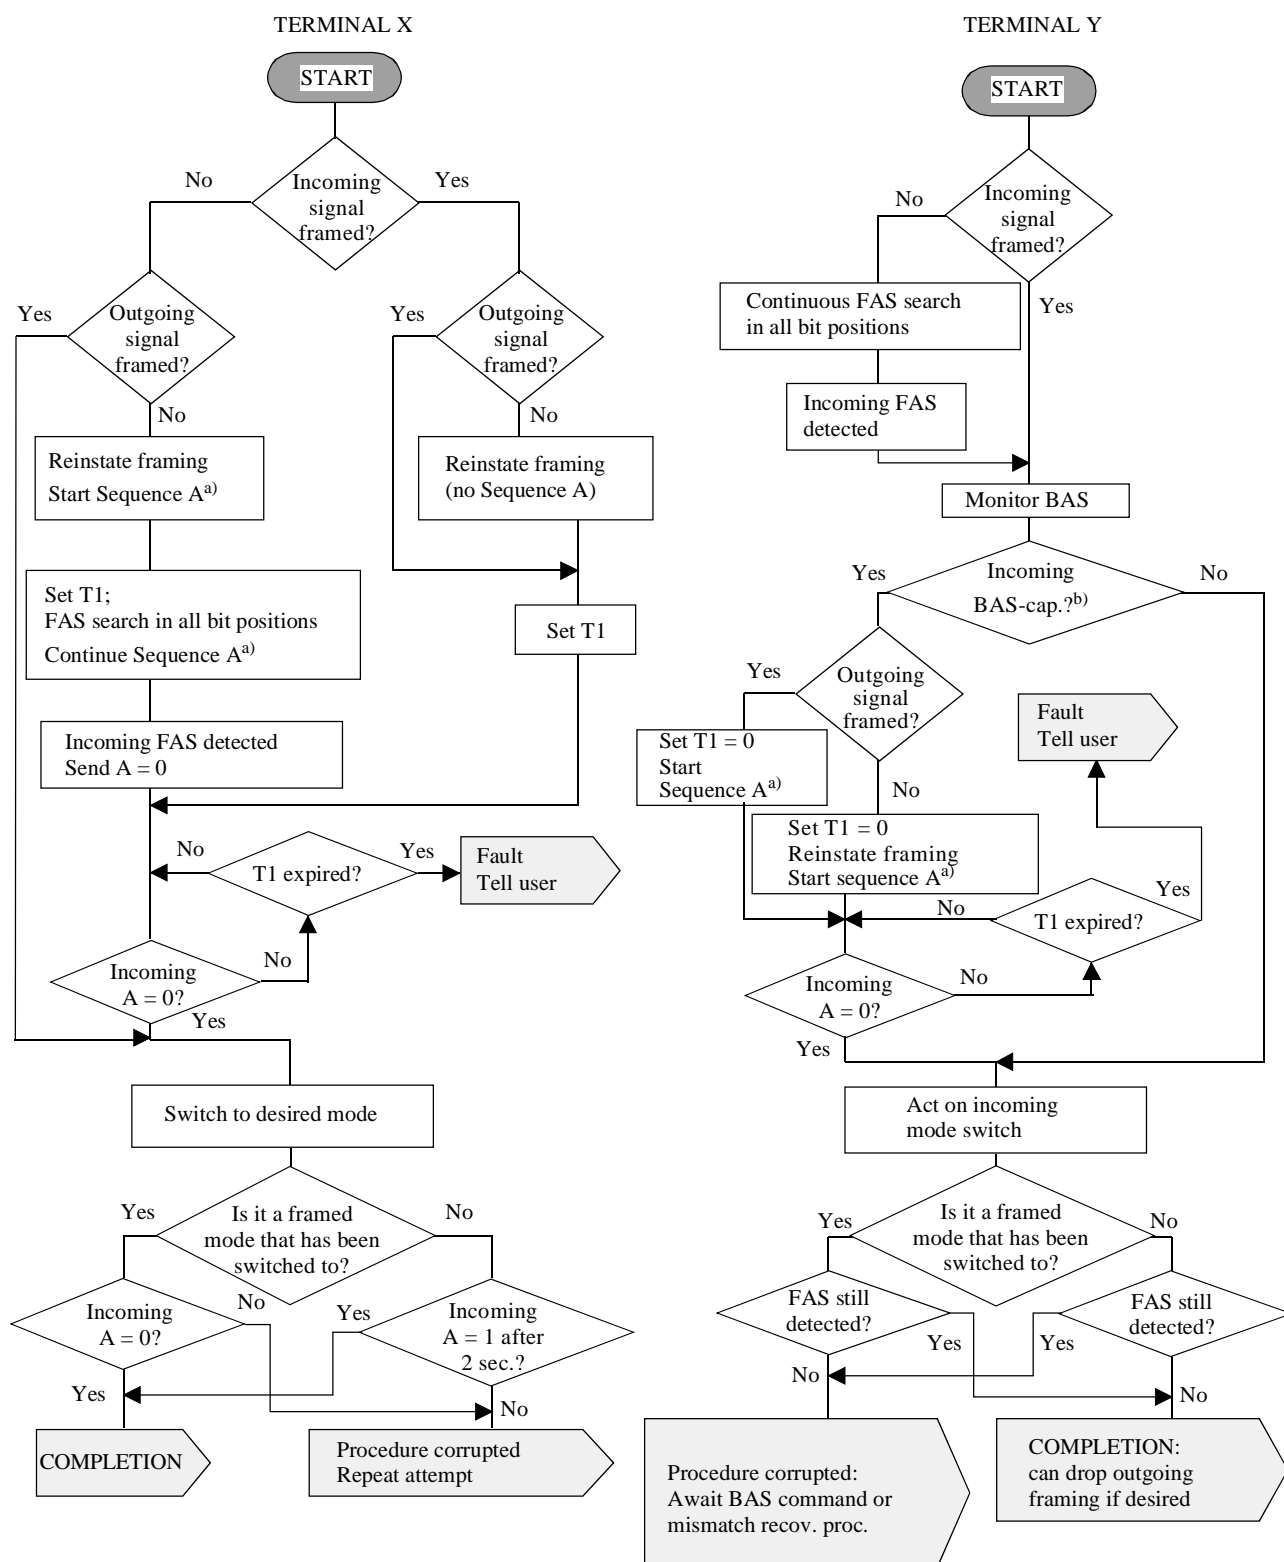 TERMINAL X
START
Incoming
signal
framed?
No
Yes
Outgoing
signal
framed?
Yes
No
Outgoing
signal
framed?
Yes
No
Reinstate framing
Start Sequence Aa)
Reinstate framing
(no Sequence A)
Set T1;
FAS search in all bit positions
Continue Sequence Aa)
Set T1
Incoming FAS detected
Send A = 0
No
T1 expired?
Yes
Fault
Tell user
Incoming
A = 0?
No
Yes
Switch to desired mode
Is it a framed
mode that has been
switched to?
Yes
No
Incoming
A = 0?
No
Yes
Incoming
A = 1 after
2 sec.?
Yes
No
COMPLETION
Procedure corrupted
Repeat attempt
TERMINAL Y
START
Incoming
signal
framed?
No
Yes
Continuous FAS search
in all bit positions
Incoming FAS
detected
Monitor BAS
Incoming
BAS-cap.?b)
Yes
No
Outgoing
signal
framed?
Yes
No
Fault
Tell user
Set T1 = 0
Start
Sequence Aa)
Set T1 = 0
Reinstate framing
Start sequence Aa)
No
T1 expired?
Yes
Incoming
A = 0?
No
Yes
Act on incoming
mode switch
Is it a framed
mode that has been
switched to?
Yes
No
FAS still
detected?
Yes
No
FAS still
detected?
Yes
No
Procedure corrupted:
Await BAS command or
mismatch recov. proc.
COMPLETION:
can drop outgoing
framing if desired